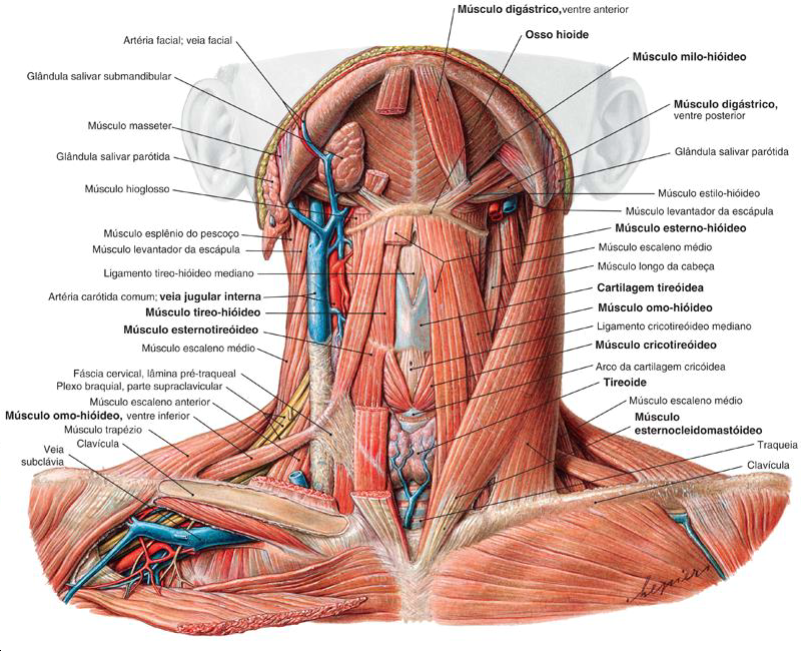 Músculo digástrico, ventre anterior
Osso hioide
Músculo milo-hióideo
Músculo digástrico,
ventre posterior
Glândula salivar parótida
Músculo estilo-hióideo
Músculo levantador da escápula
Músculo esterno-hióideo
Músculo escaleno médio
Músculo longo da cabeça
Cartilagem tireóidea
Músculo omo-hióideo
Ligamento cricotireóideo mediano
Músculo cricotireóideo
Arco da cartilagem cricóidea
Tireoide
Músculo escaleno médio
Músculo
esternocleidomastóideo
Traqueia
Clavícula
Artéria facial; veia facial
Glândula salivar submandibular
Músculo masseter
Glândula salivar parótida
Músculo hioglosso
Músculo esplênio do pescoço
Músculo levantador da escápula
Ligamento tireo-hióideo mediano
Artéria carótida comum; veia jugular interna
Músculo tireo-hióideo
Músculo esternotireóideo
Músculo escaleno médio
Fáscia cervical, lâmina pré-traqueal
Plexo braquial, parte supraclavicular
Músculo escaleno anterior
Músculo omo-hióideo, ventre inferior
Músculo trapézio
Clavícula
Veia
subclávia